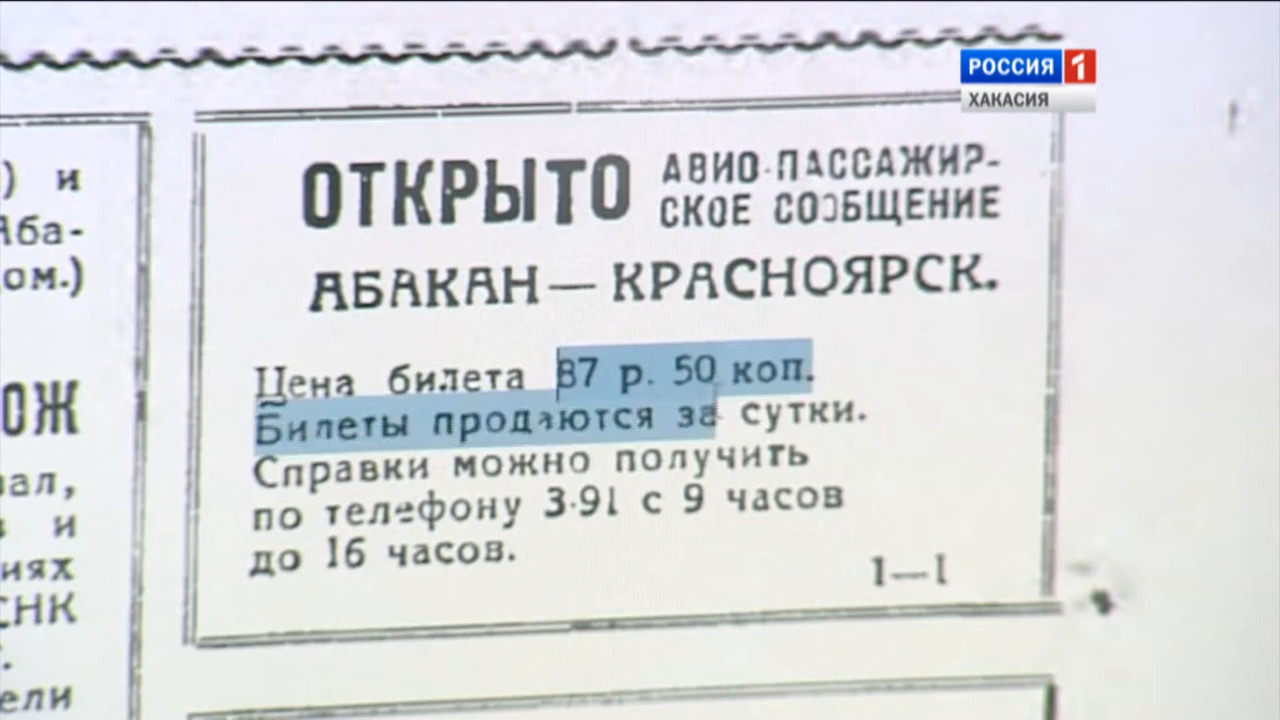 РОССИЯ 1
ХАКАСИЯ
) и
Аба-
ом.)
ОЖ
вал,
и
иях
СНК
ели
ОТКРЫТО АВИО-ПАССАЖИР-
СКОЕ СООБЩЕНИЕ
АБАКАН — КРАСНОЯРСК.
Цена билета 87 р. 50 коп.
Билеты продаются за сутки.
Справки можно получить
по телефону 3-91 с 9 часов
до 16 часов.
1—1